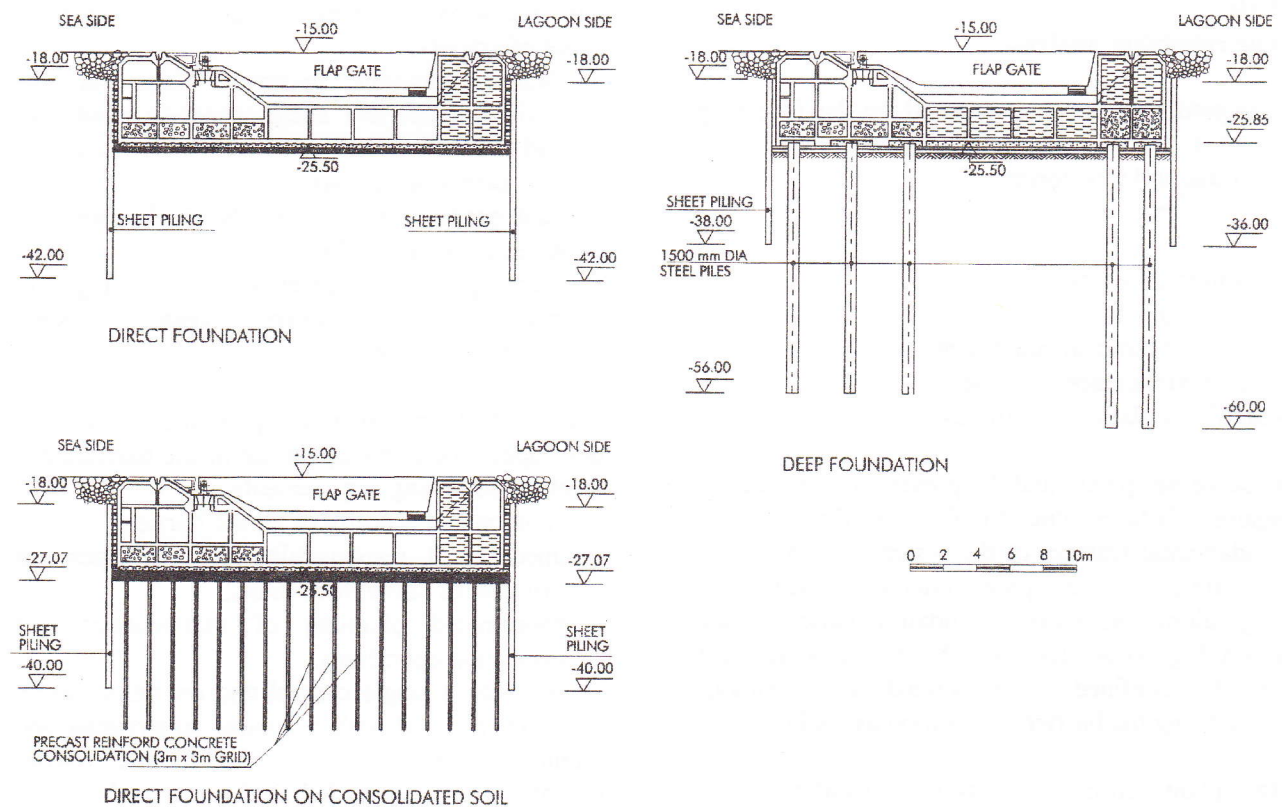 SEA SIDE
LAGOON SIDE
-15.00
-18.00
FLAP GATE
-18.00
-25.50
SHEET PILING
SHEET PILING
-42.00
-42.00
DIRECT FOUNDATION
SEA SIDE
LAGOON SIDE
-15.00
-18.00
FLAP GATE
-18.00
-25.85
-25.50
SHEET PILING
-38.00
-36.00
1500 mm DIA
STEEL PILES
-56.00
-60.00
DEEP FOUNDATION
SEA SIDE
LAGOON SIDE
-15.00
-18.00
FLAP GATE
-18.00
-27.07
-27.07
-25.50
SHEET
PILING
SHEET
PILING
-40.00
-40.00
PRECAST REINFORD CONCRETE
CONSOLIDATION (3m x 3m GRID)
DIRECT FOUNDATION ON CONSOLIDATED SOIL
0 2 4 6 8 10m